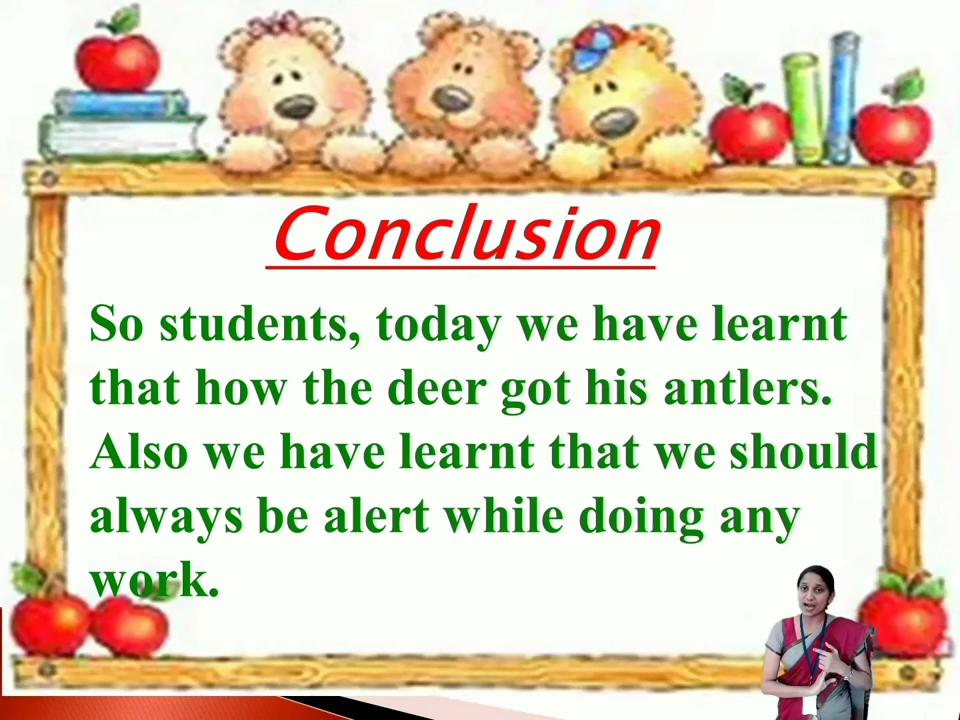 Conclusion
So students, today we have learnt
that how the deer got his antlers.
Also we have learnt that we should
always be alert while doing any
work.